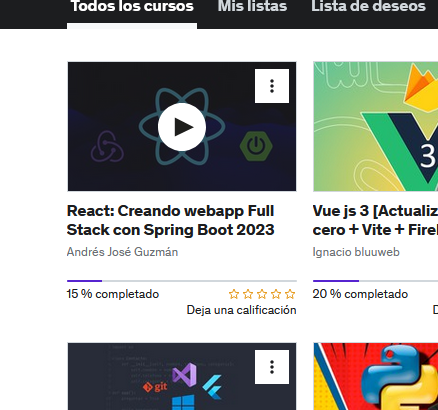 Todos los cursos Mis listas Lista de deseos
React: Creando webapp Full
Stack con Spring Boot 2023
Andrés José Guzmán
15 % completado
Deja una calificación
3
Vue js 3 [Actualiz
cero + Vite + Fire
Ignacio bluuweb
20 % completado
D
git